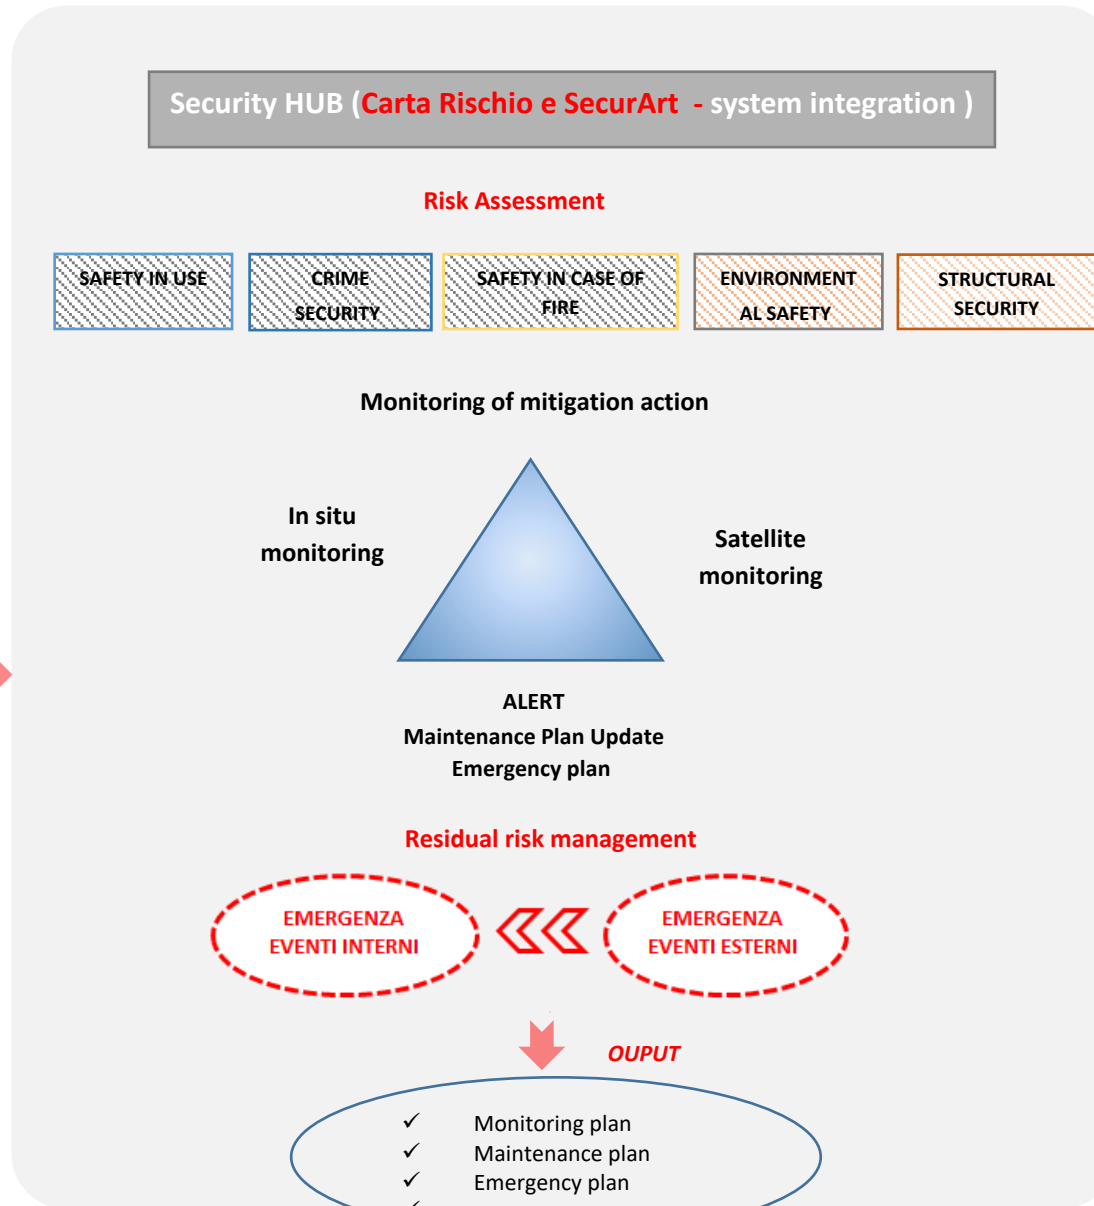 Security HUB (Carta Rischio e SecurArt - system integration )
Risk Assessment
SAFETY IN USE
CRIME
SECURITY
SAFETY IN CASE OF
FIRE
ENVIRONMENT
AL SAFETY
STRUCTURAL
SECURITY
Monitoring of mitigation action
In situ
monitoring
Satellite
monitoring
ALERT
Maintenance Plan Update
Emergency plan
Residual risk management
EMERGENZA
EVENTI INTERNI
EMERGENZA
EVENTI ESTERNI
OUPUT
✓ Monitoring plan
✓ Maintenance plan
✓ Emergency plan